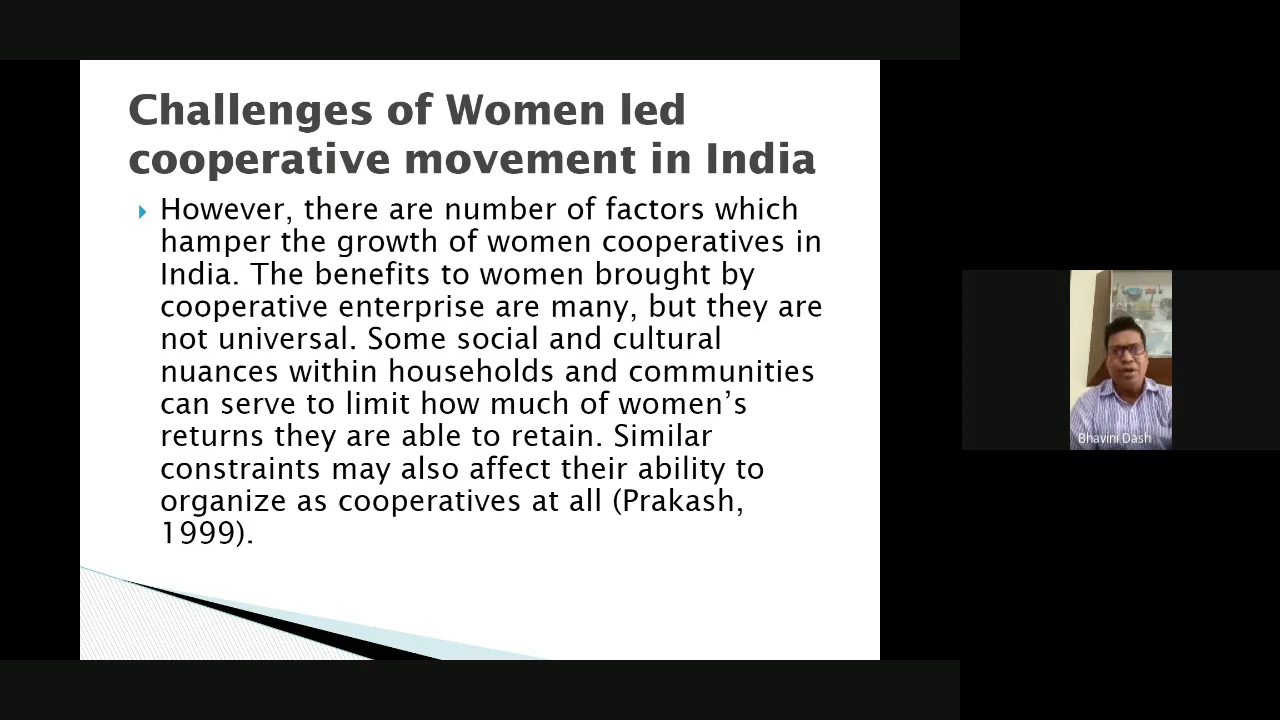 Challenges of Women led
cooperative movement in India
However, there are number of factors which
hamper the growth of women cooperatives in
India. The benefits to women brought by
cooperative enterprise are many, but they are
not universal. Some social and cultural
nuances within households and communities
can serve to limit how much of women’s
returns they are able to retain. Similar
constraints may also affect their ability to
organize as cooperatives at all (Prakash,
1999).
Bhavini Dash